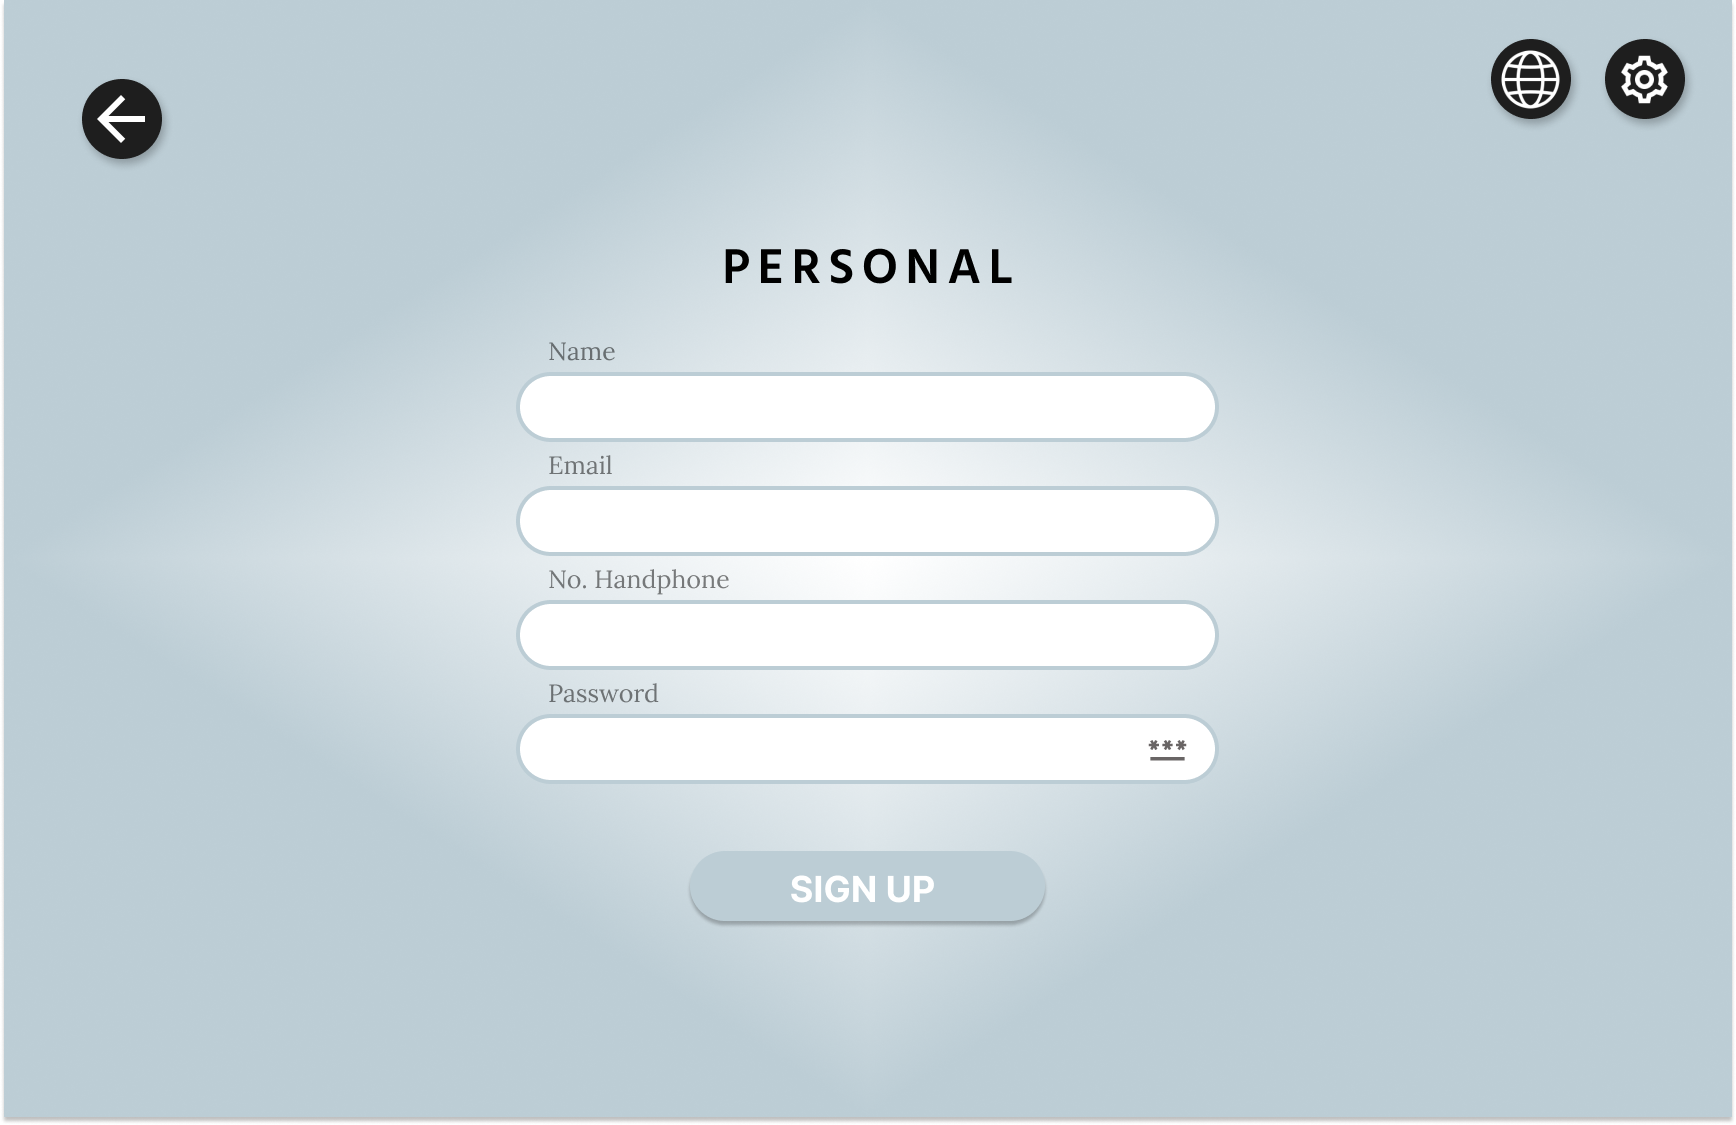 PERSONAL
Name
Email
No. Handphone
Password
***
SIGN UP